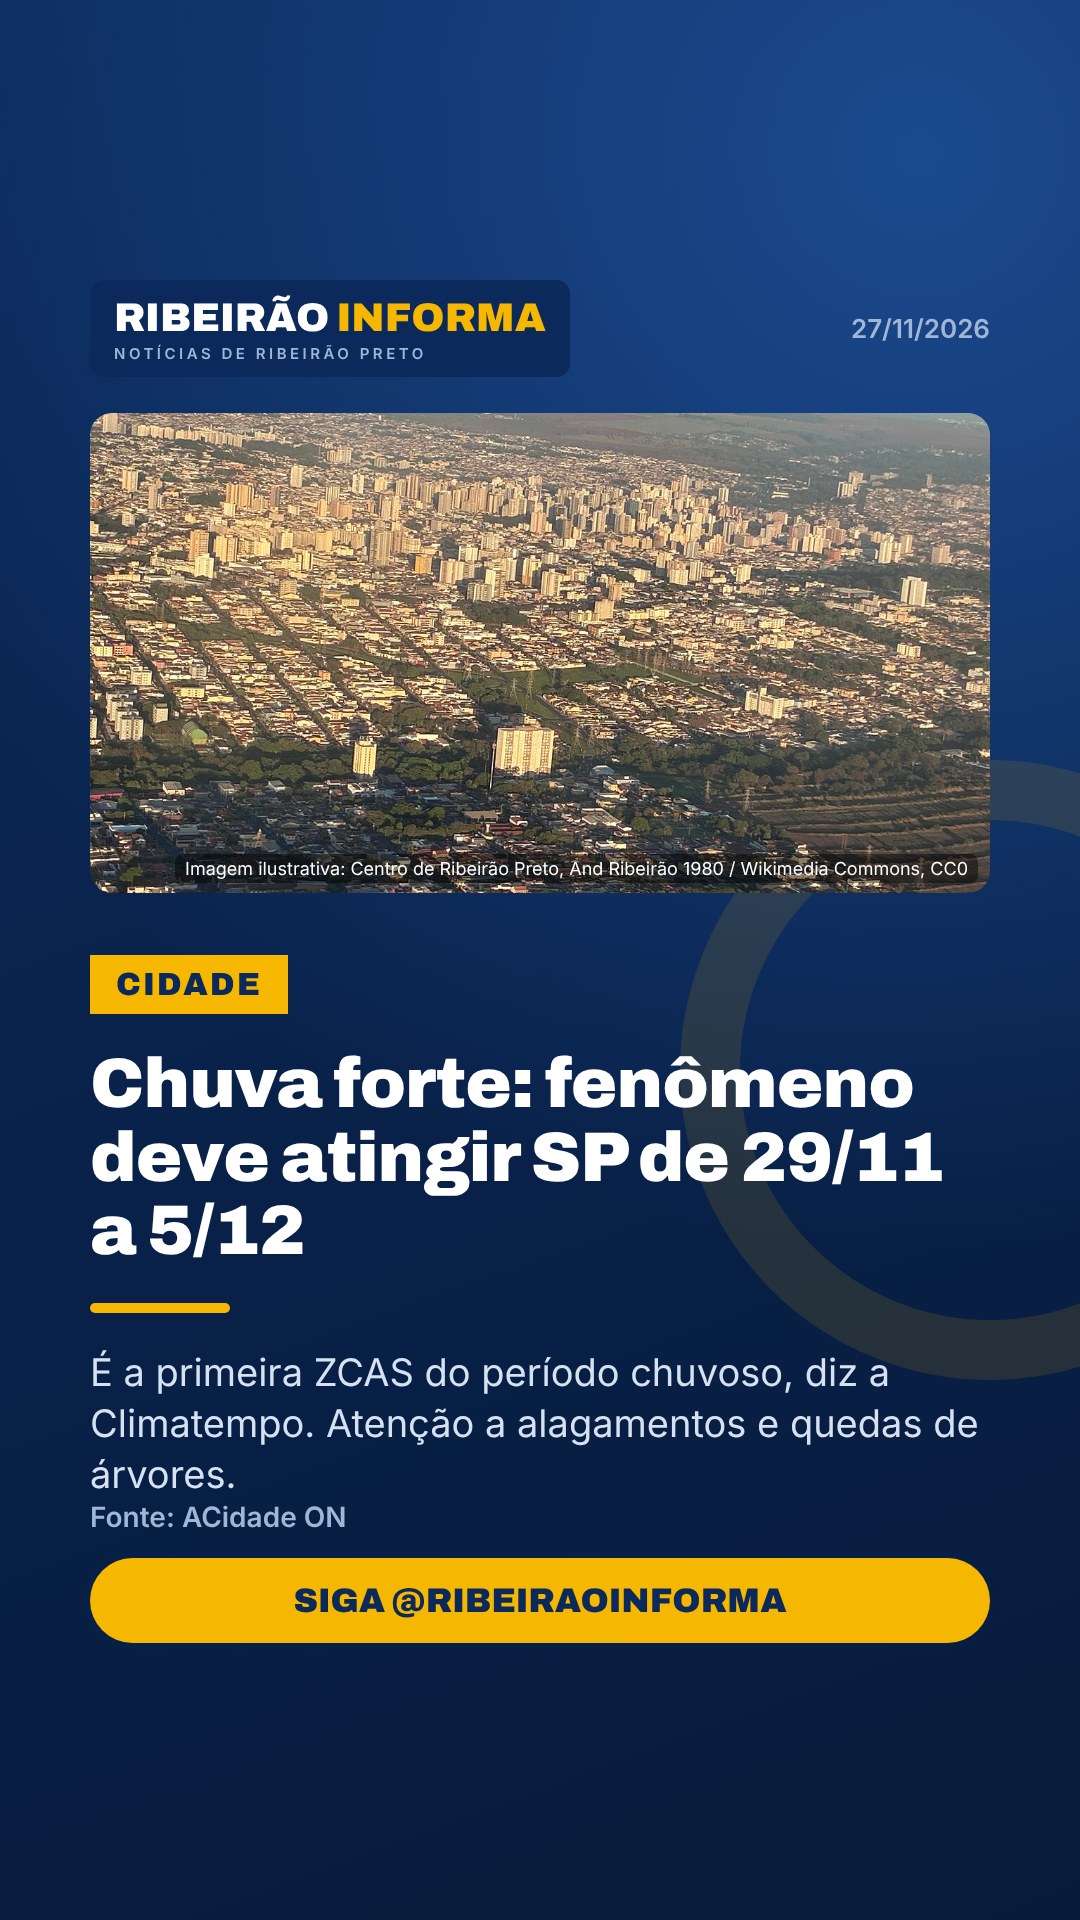 RIBEIRÃO INFORMA
NOTÍCIAS DE RIBEIRÃO PRETO
27/11/2026
Imagem ilustrativa: Centro de Ribeirão Preto, And Ribeirão 1980 / Wikimedia Commons, CC0
CIDADE
Chuva forte: fenômeno
deve atingir SP de 29/11
a 5/12
É a primeira ZCAS do período chuvoso, diz a
Climatempo. Atenção a alagamentos e quedas de
árvores.
Fonte: ACidade ON
SIGA @RIBEIRAOINFORMA